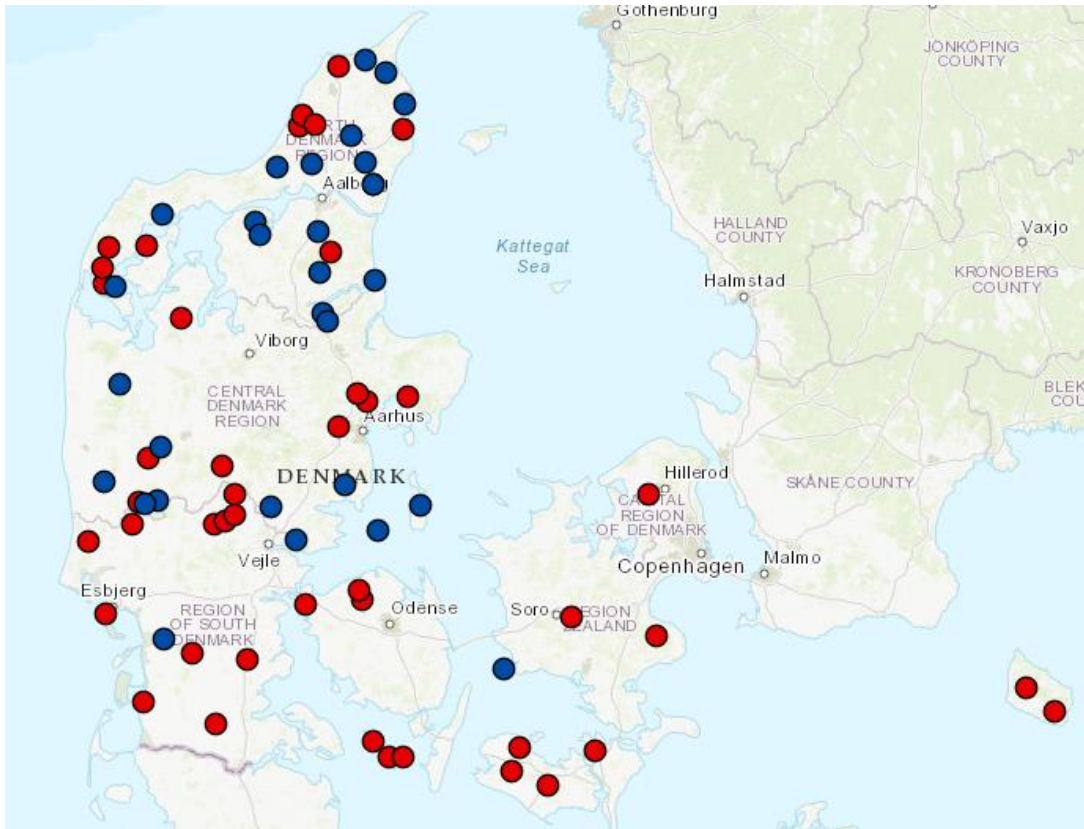 Gothenburg
JÖNKÖPING
COUNTY
NORTH
DENMARK
REGION
Aalborg
HALLAND
COUNTY
Vaxjo
Kattegat
Sea
KRONOBERG
COUNTY
Halmstad
Viborg
CENTRAL
DENMARK
REGION
BLEK
COU
Aarhus
DENMARK
Hillerod
SKÅNE COUNTY
CAPITAL
REGION
OF DENMARK
Vejle
Copenhagen
Malmo
Esbjerg
REGION
OF SOUTH
DENMARK
Odense
Soro
REGION
ZEALAND